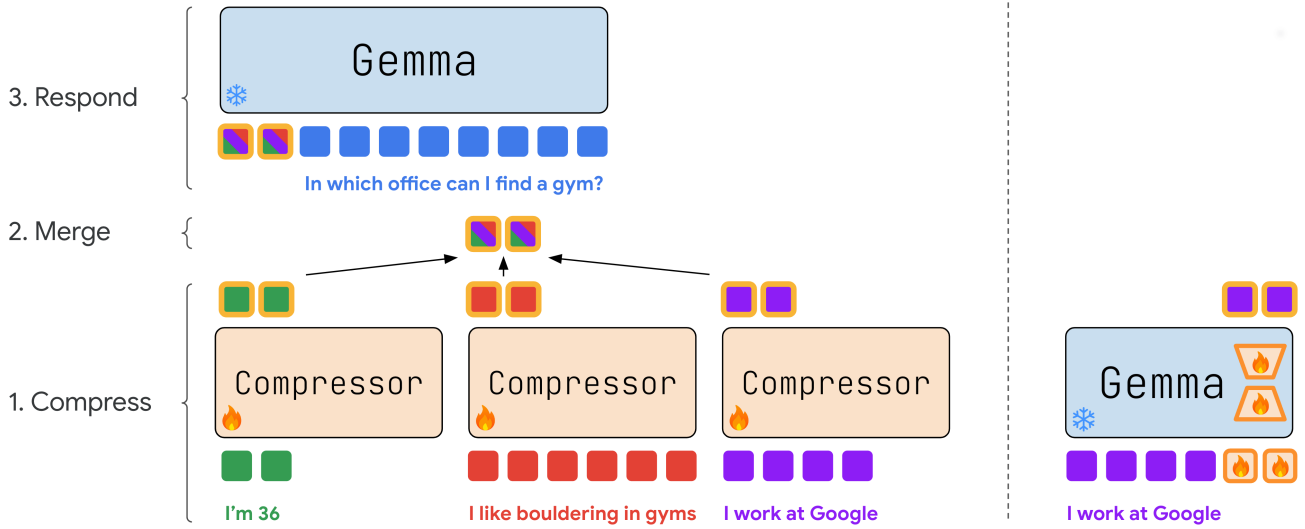 3. Respond
Gemma
In which office can I find a gym?
2. Merge
1. Compress
Compressor
Compressor
Compressor
Gemma
I'm 36
I like bouldering in gyms
I work at Google
I work at Google